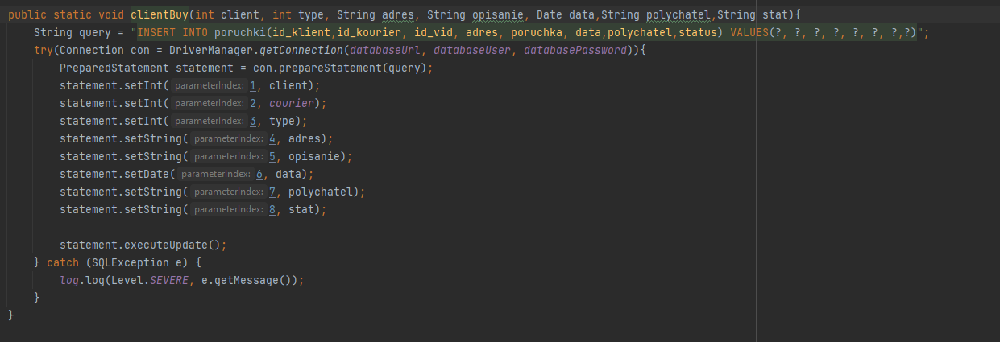 public static void clientBuy(int client, int type, String adres, String opisanie, Date data,String polychatel,String stat){
String query = "INSERT INTO poruchki(id_klient,id_kourier, id_vid, adres, poruchka, data,polychatel,status) VALUES(?, ?, ?, ?, ?, ?, ?,?)";
try(Connection con = DriverManager.getConnection(databaseUrl, databaseUser, databasePassword)){
PreparedStatement statement = con.prepareStatement(query);
statement.setInt( parameterIndex: 1, client);
statement.setInt( parameterIndex: 2, courier);
statement.setInt( parameterIndex: 3, type);
statement.setString( parameterIndex: 4, adres);
statement.setString( parameterIndex: 5, opisanie);
statement.setDate( parameterIndex: 6, data);
statement.setString( parameterIndex: 7, polychatel);
statement.setString( parameterIndex: 8, stat);
statement.executeUpdate();
} catch (SQLException e) {
log.log(Level.SEVERE, e.getMessage());
}
}